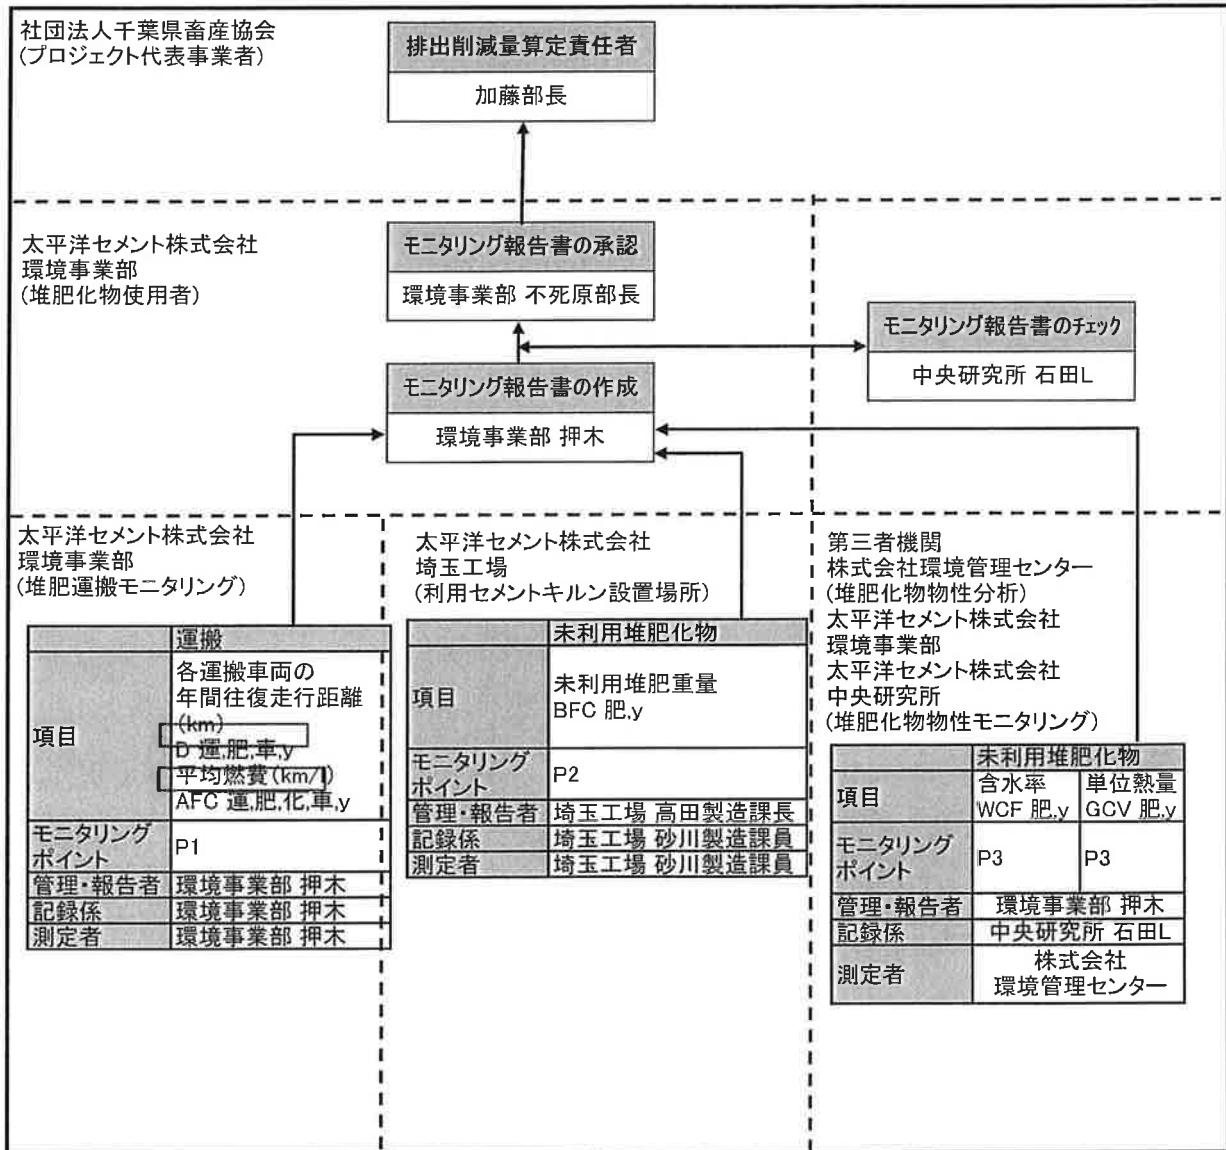 社団法人千葉県畜産協会
(プロジェクト代表事業者)
排出削減量算定責任者
加藤部長
太平洋セメント株式会社
環境事業部
(堆肥化物使用者)
モニタリング報告書の承認
環境事業部 不死原部長
モニタリング報告書のチェック
中央研究所 石田L
モニタリング報告書の作成
環境事業部 押木
太平洋セメント株式会社
環境事業部
(堆肥運搬モニタリング)
運搬
項目
各運搬車両の
年間往復走行距離
(km)
D 運,肥,車,y
平均燃費(km/l)
AFC 運,肥,化,車,y
モニタリング
ポイント
P1
管理・報告者 環境事業部 押木
記録係 環境事業部 押木
測定者 環境事業部 押木
太平洋セメント株式会社
埼玉工場
(利用セメントキルン設置場所)
未利用堆肥化物
項目
未利用堆肥重量
BFC 肥,y
モニタリング
ポイント
P2
管理・報告者 埼玉工場 高田製造課長
記録係 埼玉工場 砂川製造課員
測定者 埼玉工場 砂川製造課員
第三者機関
株式会社環境管理センター
(堆肥化物物性分析)
太平洋セメント株式会社
環境事業部
太平洋セメント株式会社
中央研究所
(堆肥化物物性モニタリング)
未利用堆肥化物
項目
含水率
WCF 肥,y
単位熱量
GCV 肥,y
モニタリング
ポイント
P3
P3
管理・報告者 環境事業部 押木
記録係 中央研究所 石田L
測定者
株式会社
環境管理センター